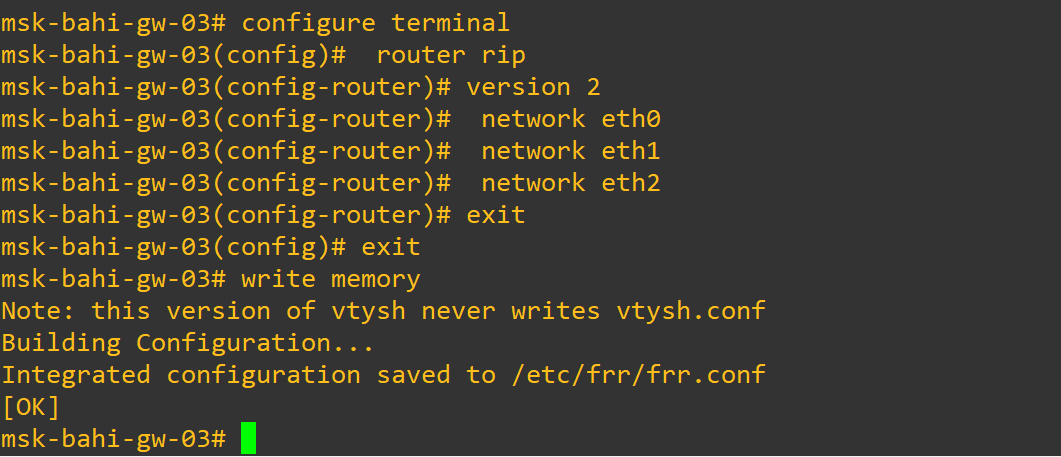 msk-bahi-gw-03# configure terminal
msk-bahi-gw-03(config)#  router rip
msk-bahi-gw-03(config-router)# version 2
msk-bahi-gw-03(config-router)#  network eth0
msk-bahi-gw-03(config-router)#  network eth1
msk-bahi-gw-03(config-router)#  network eth2
msk-bahi-gw-03(config-router)# exit
msk-bahi-gw-03(config)# exit
msk-bahi-gw-03# write memory
Note: this version of vtysh never writes vtysh.conf
Building Configuration...
Integrated configuration saved to /etc/frr/frr.conf
[OK]
msk-bahi-gw-03#